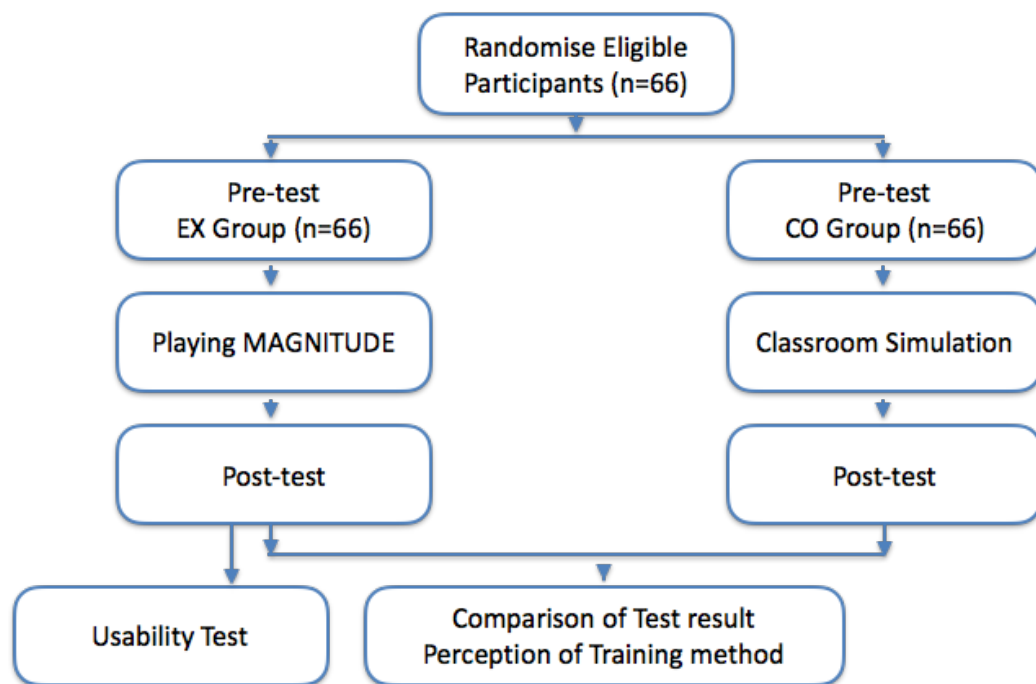 Randomise Eligible
Participants (n=66)
Pre-test
EX Group (n=66)
Pre-test
CO Group (n=66)
Playing MAGNITUDE
Classroom Simulation
Post-test
Post-test
Usability Test
Comparison of Test result
Perception of Training method